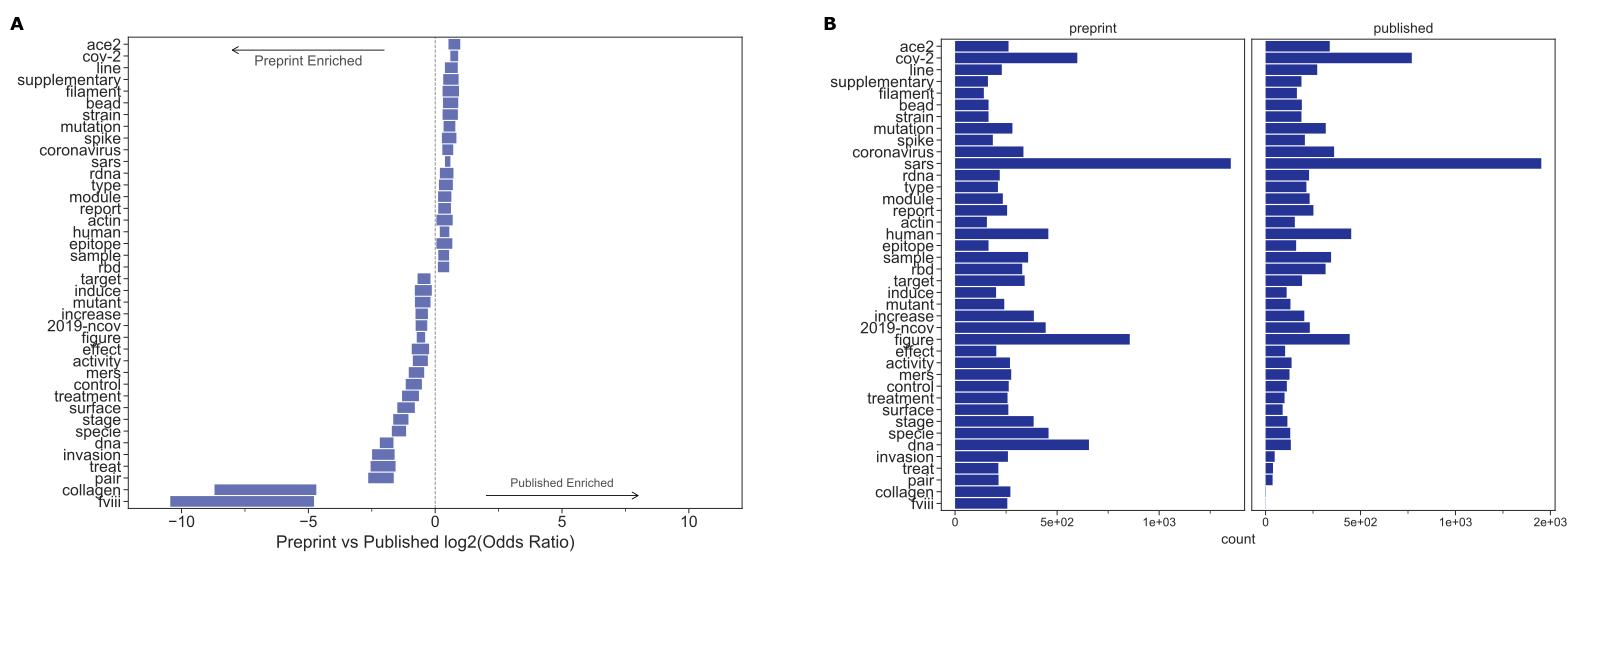 A
ace2
cov-2
line
supplementary
filament
bead
strain
mutation
spike
coronavirus
sars
rdna
type
module
report
actin
human
epitope
sample
rbd
target
induce
mutant
increase
2019-ncov
figure
effect
activity
mers
control
treatment
surface
stage
specie
dna
invasion
treat
pair
collagen
fviii
Preprint Enriched
Published Enriched
−10 −5 0 5 10
Preprint vs Published log2(Odds Ratio)
B
preprint published
ace2
cov-2
line
supplementary
filament
bead
strain
mutation
spike
coronavirus
sars
rdna
type
module
report
actin
human
epitope
sample
rbd
target
induce
mutant
increase
2019-ncov
figure
effect
activity
mers
control
treatment
surface
stage
specie
dna
invasion
treat
pair
collagen
fviii
0 5e+02 1e+03 0 5e+02 1e+03 2e+03
count